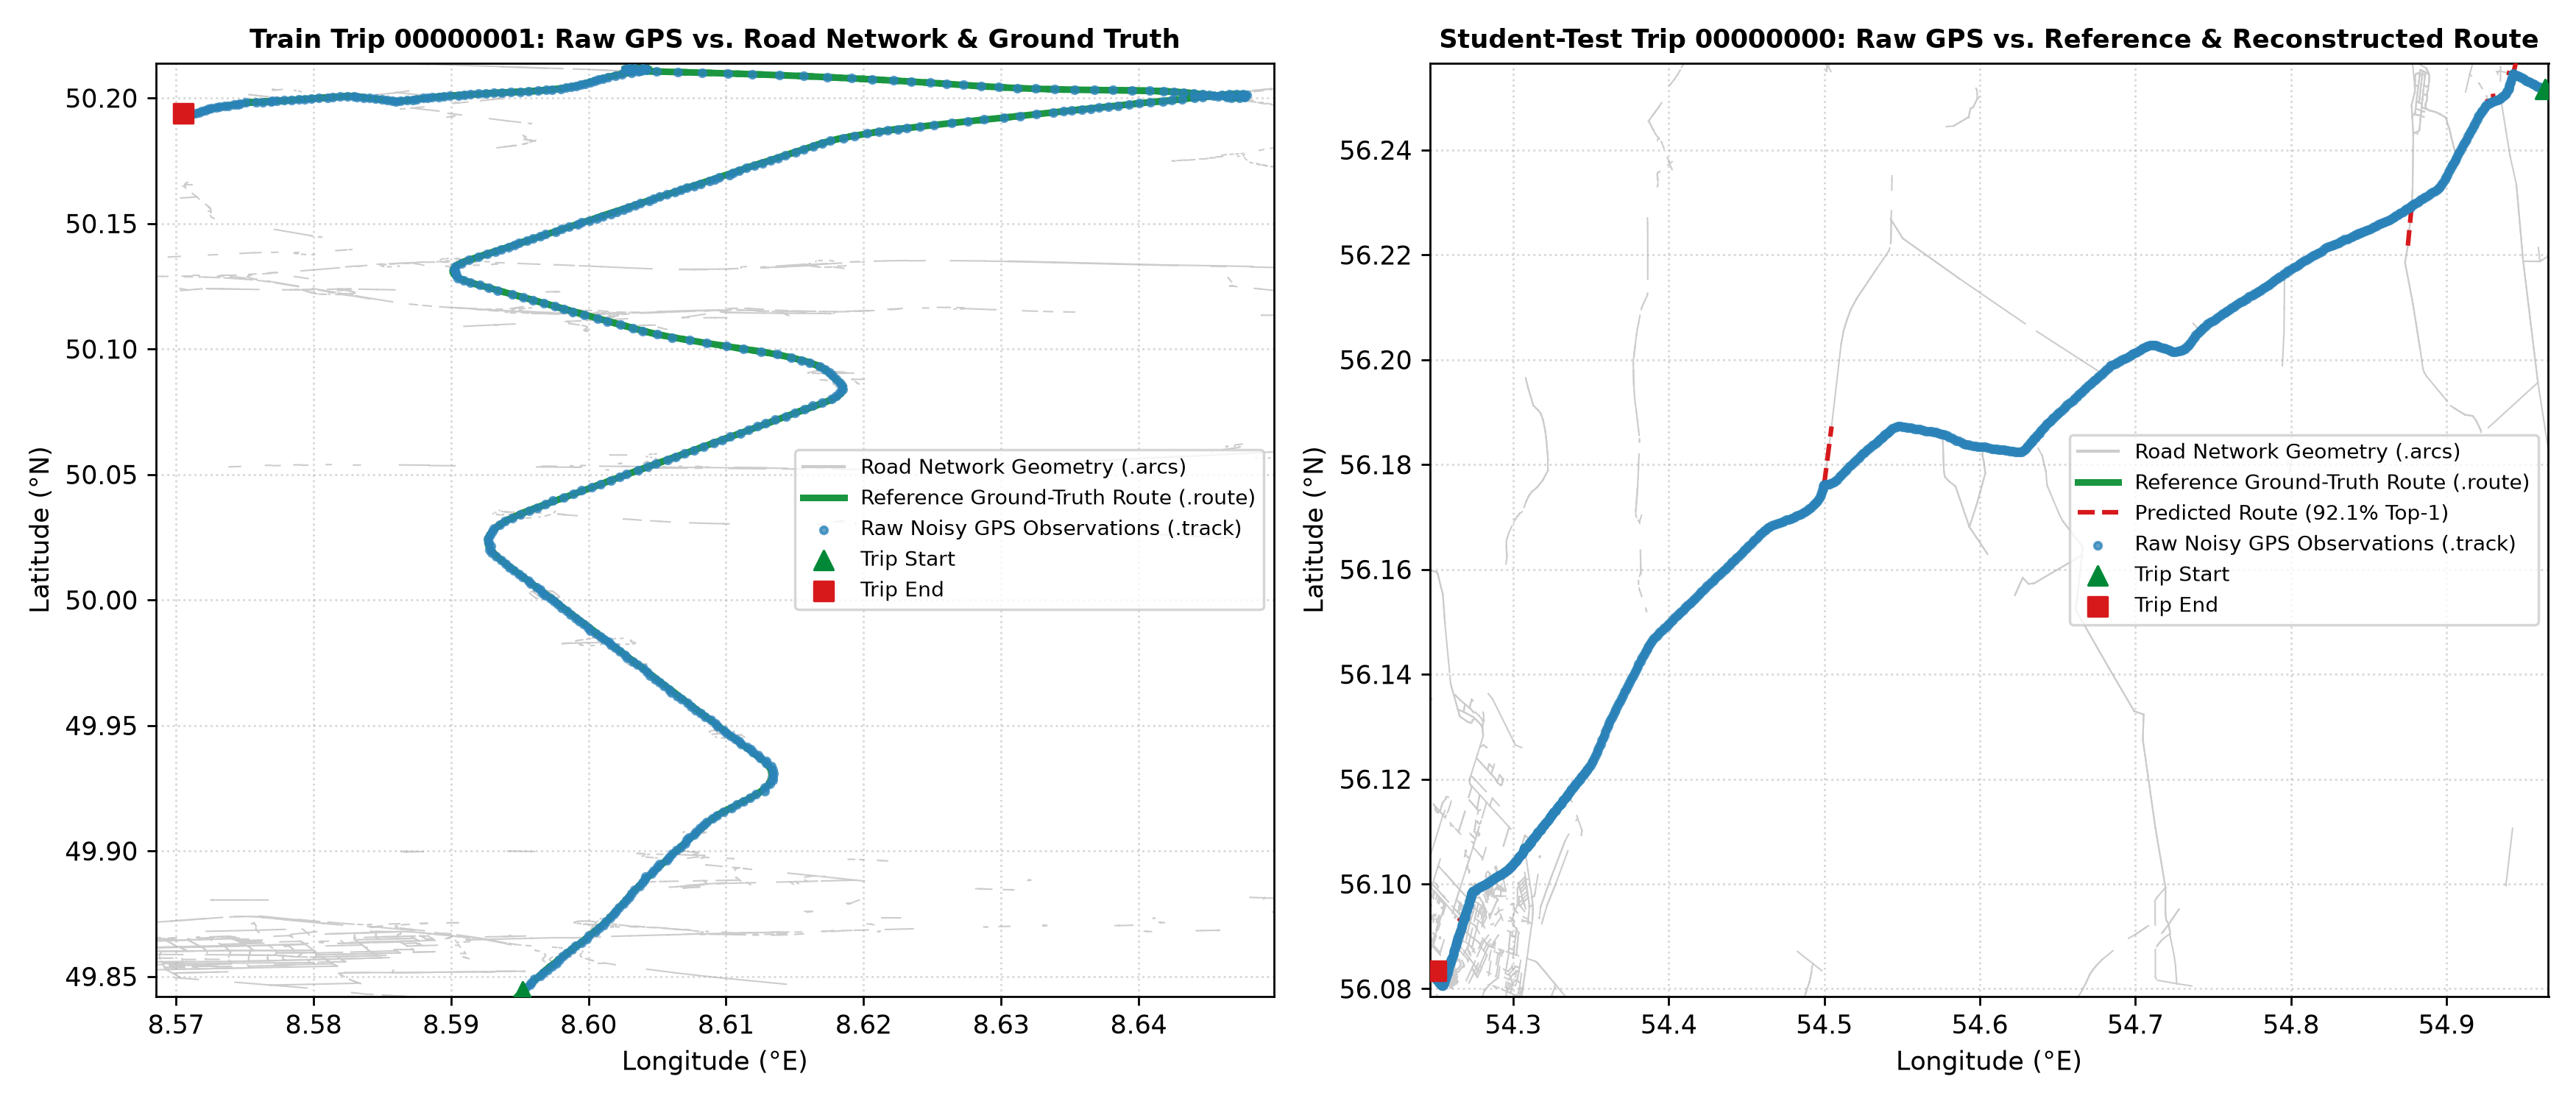 Train Trip 00000001: Raw GPS vs. Road Network & Ground Truth
50.20
50.15
50.10
50.05
50.00
49.95
49.90
49.85
Latitude (°N)
Road Network Geometry (.arcs)
Reference Ground-Truth Route (.route)
Raw Noisy GPS Observations (.track)
Trip Start
Trip End
8.57 8.58 8.59 8.60 8.61 8.62 8.63 8.64
Longitude (°E)
Student-Test Trip 00000000: Raw GPS vs. Reference & Reconstructed Route
56.24
56.22
56.20
56.18
56.16
56.14
56.12
56.10
56.08
Latitude (°N)
Road Network Geometry (.arcs)
Reference Ground-Truth Route (.route)
Predicted Route (92.1% Top-1)
Raw Noisy GPS Observations (.track)
Trip Start
Trip End
54.3 54.4 54.5 54.6 54.7 54.8 54.9
Longitude (°E)